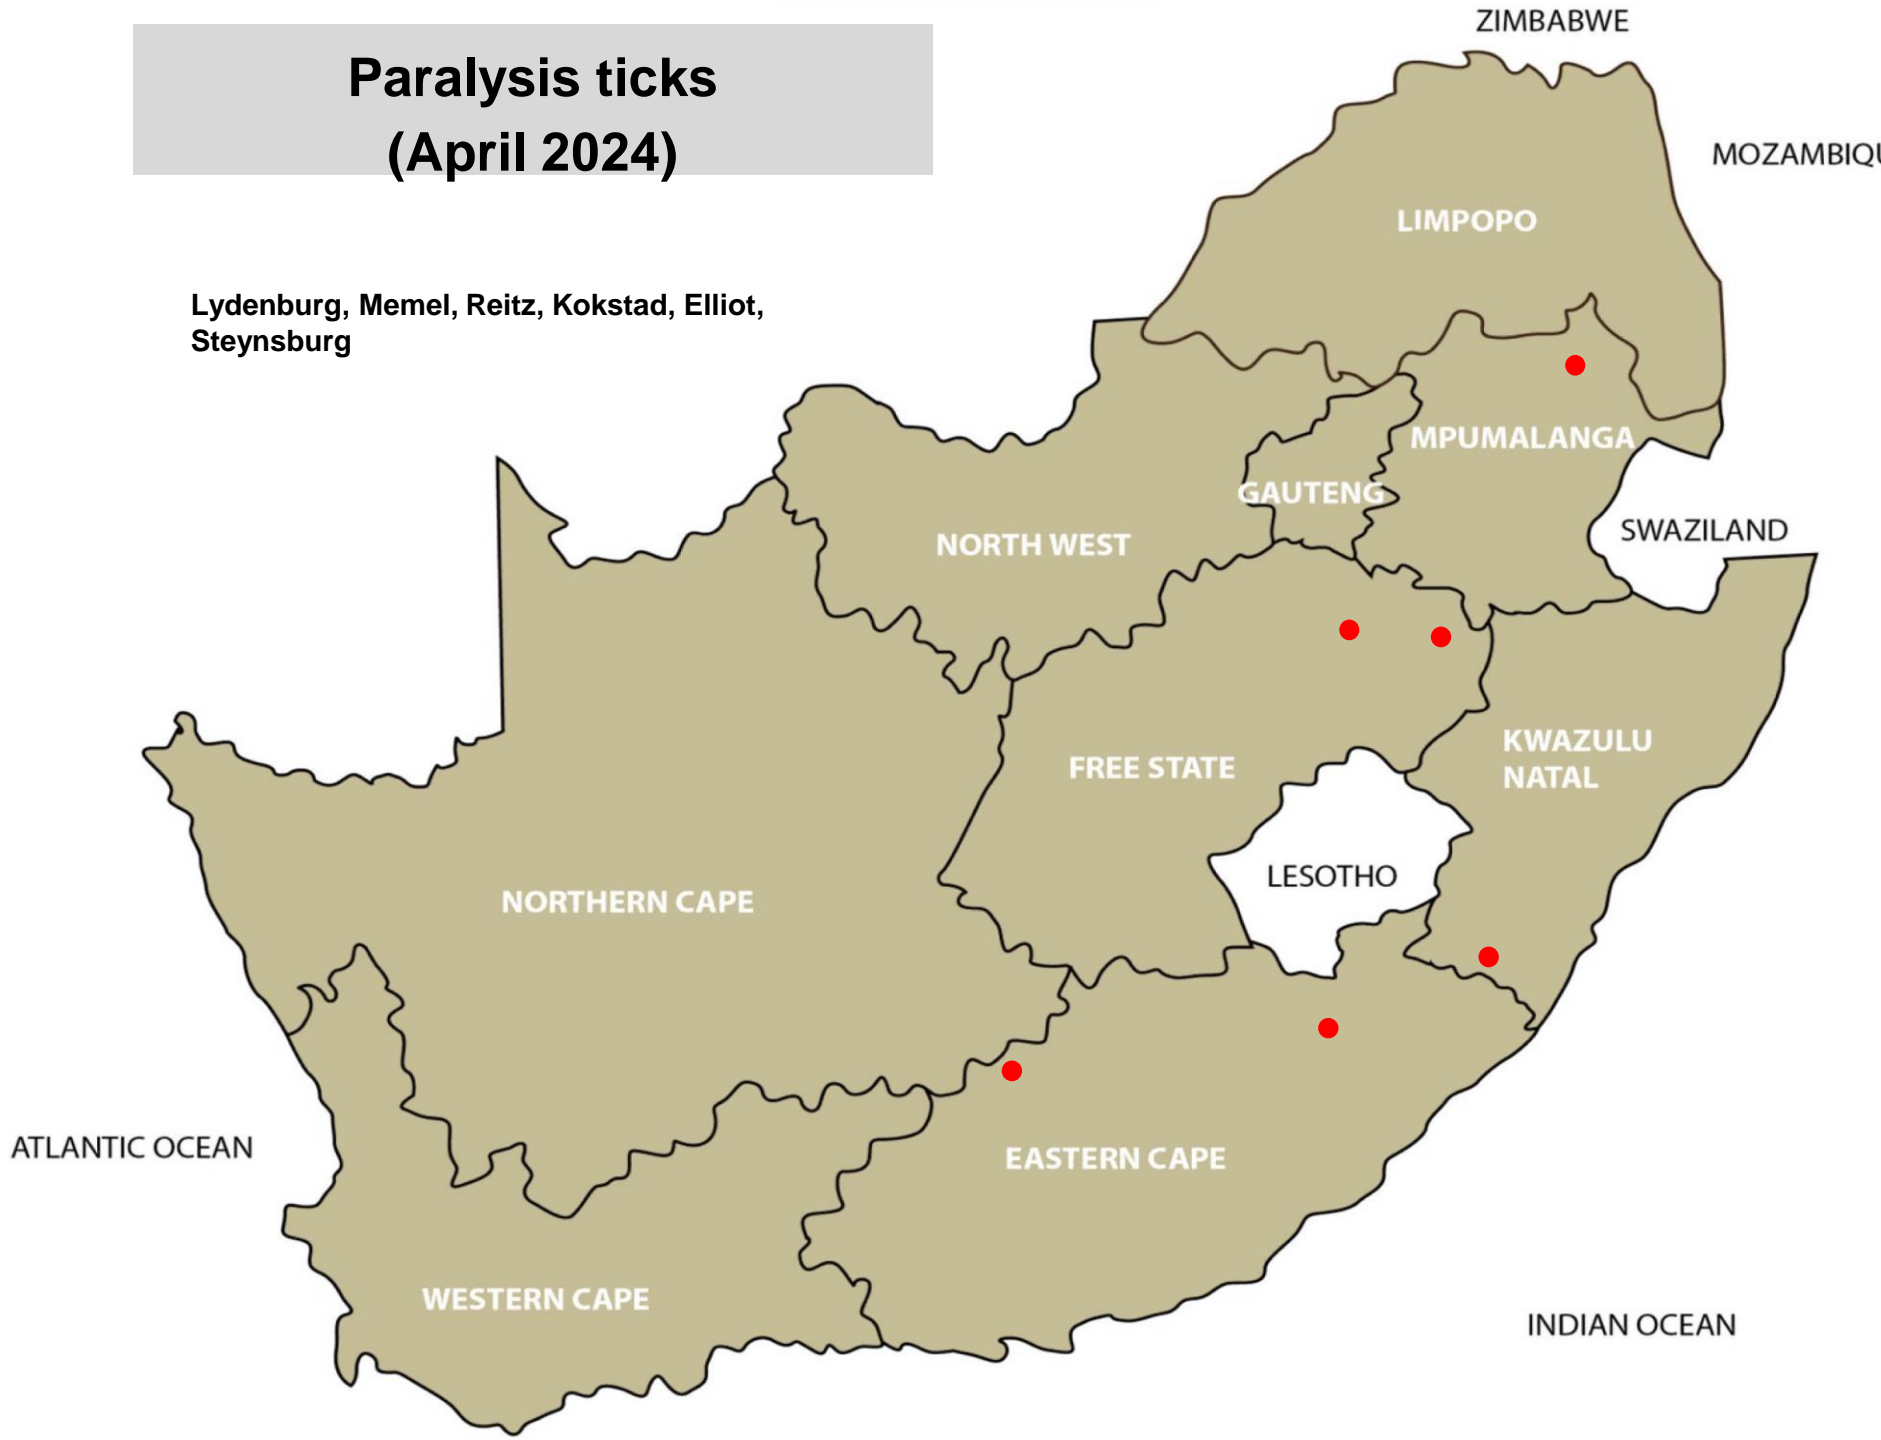 ZIMBABWE
Paralysis ticks
(April 2024)
MOZAMBIQU
LIMPOPO
Lydenburg, Memel, Reitz, Kokstad, Elliot,
Steynsburg
MPUMALANGA
GAUTENG
SWAZILAND
NORTH WEST
KWAZULU
NATAL
FREE STATE
LESOTHO
NORTHERN CAPE
ATLANTIC OCEAN
EASTERN CAPE
WESTERN CAPE
INDIAN OCEAN